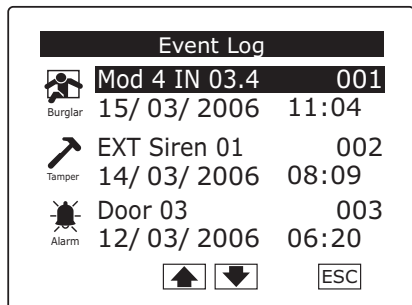 Event Log
Mod 4 IN 03.4 001
Burglar 15/ 03/ 2006 11:04
EXT Siren 01 002
Tamper 14/ 03/ 2006 08:09
Door 03 003
Alarm 12/ 03/ 2006 06:20
ESC